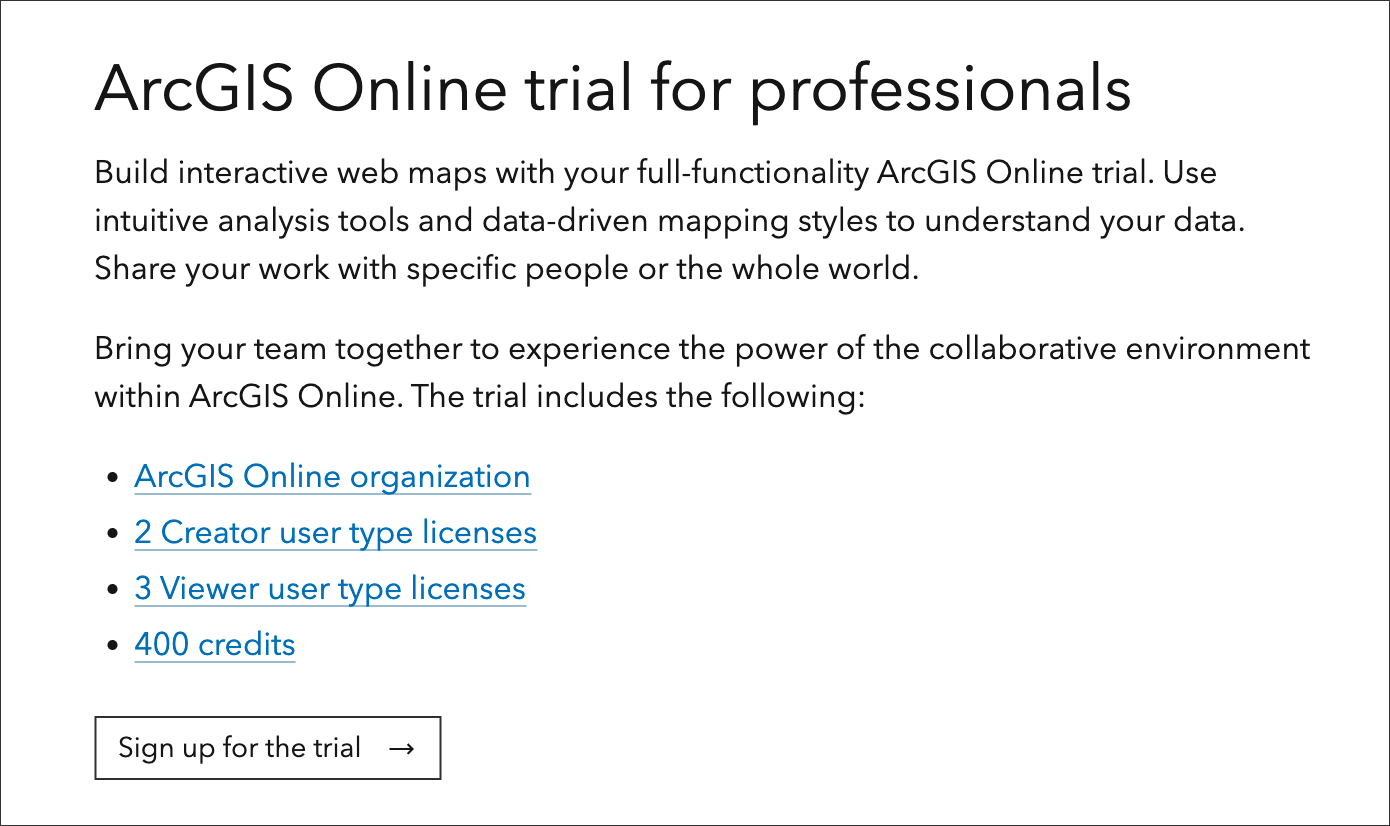 ArcGIS Online trial for professionals
Build interactive web maps with your full-functionality ArcGIS Online trial. Use
intuitive analysis tools and data-driven mapping styles to understand your data.
Share your work with specific people or the whole world.
Bring your team together to experience the power of the collaborative environment
within ArcGIS Online. The trial includes the following:
• ArcGIS Online organization
• 2 Creator user type licenses
• 3 Viewer user type licenses
• 400 credits
Sign up for the trial →